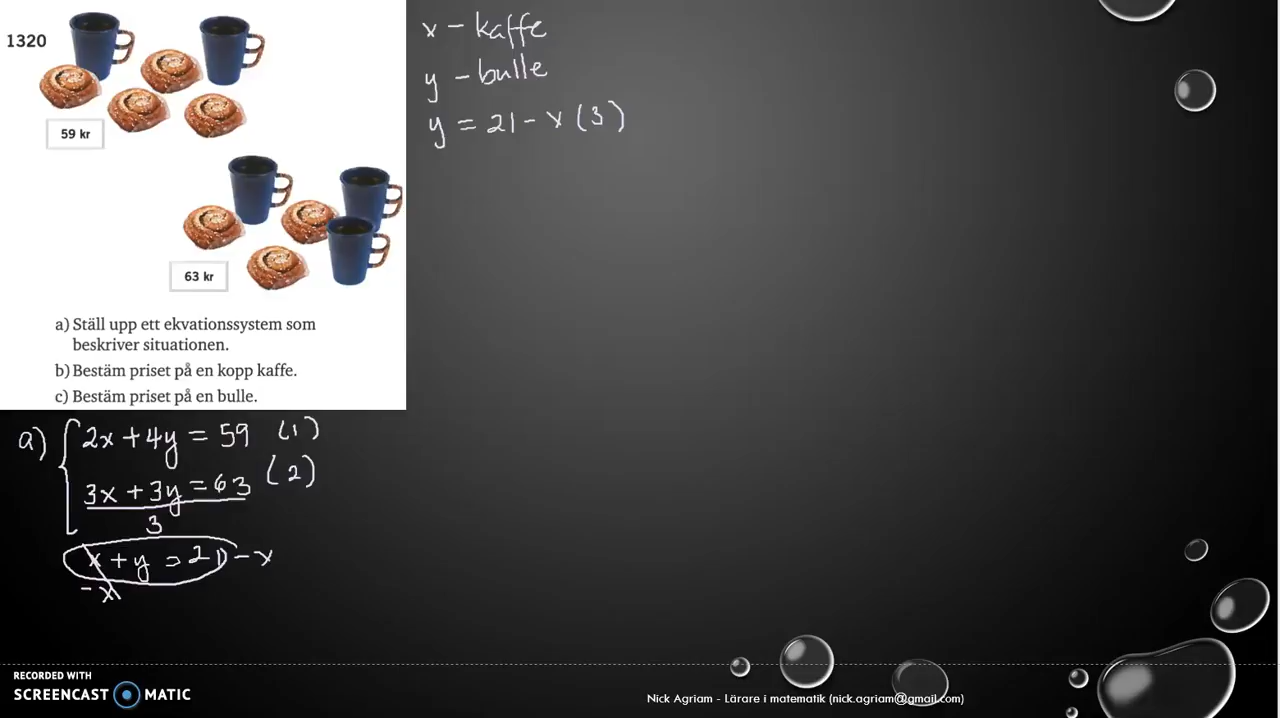 1320
59 kr
63 kr
a) Ställ upp ett ekvationssystem som
beskriver situationen.
b) Bestäm priset på en kopp kaffe.
c) Bestäm priset på en bulle.
x – kaffe
y – bulle
y = 21 – x (3)
a) 2x + 4y = 59 (1)
3x + 3y = 63 (2)
3
x + y = 21 – x
– x
RECORDED WITH
SCREENCAST MATIC
Nick Agriam - Lärare i matematik (nick.agriam@gmail.com)